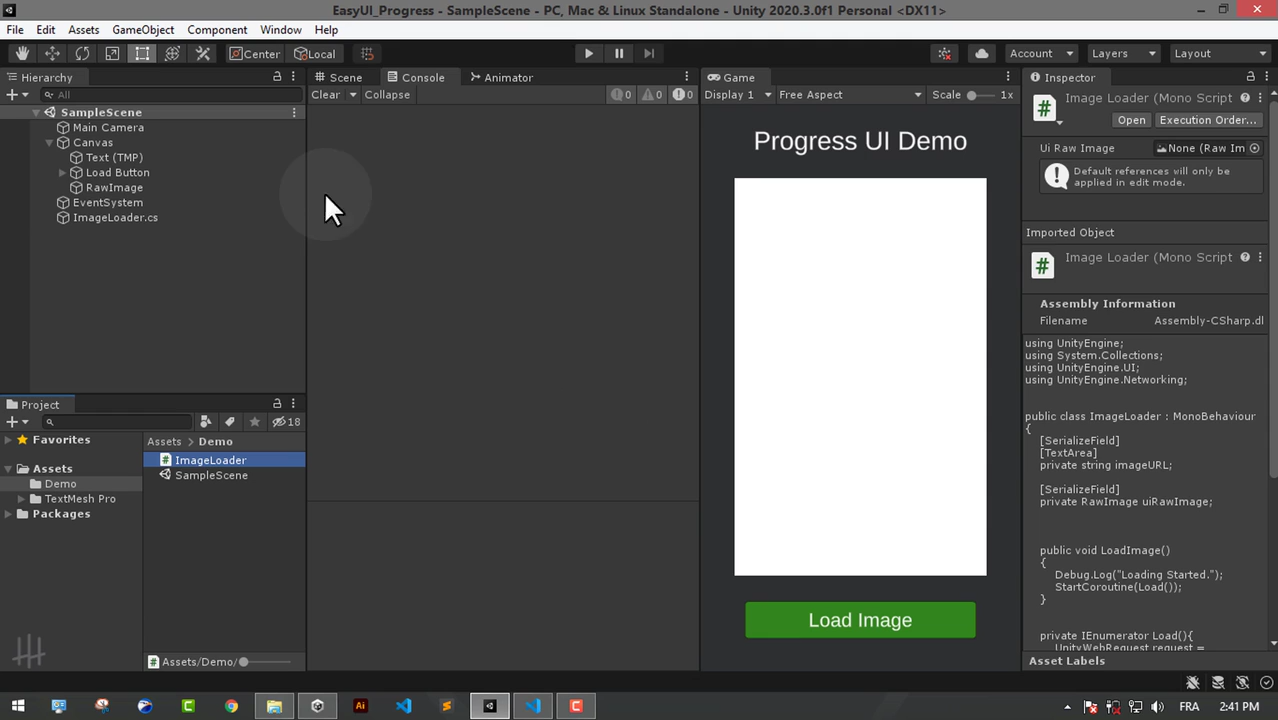 EasyUI_Progress - SampleScene - PC, Mac & Linux Standalone - Unity 2020.3.0f1 Personal <DX11>
File Edit Assets GameObject Component Window Help
Center Local Account Layers Layout
Hierarchy
All
SampleScene
Main Camera
Canvas
Text (TMP)
Load Button
RawImage
EventSystem
ImageLoader.cs
Scene Console Animator
Clear Collapse 0 0 0
Game
Display 1 Free Aspect Scale 1x
Progress UI Demo
Load Image
Inspector
Image Loader (Mono Script
Open Execution Order...
Ui Raw Image None (Raw Im
Default references will only be
applied in edit mode.
Imported Object
Image Loader (Mono Script
Assembly Information
Filename Assembly-CSharp.dl
using UnityEngine;
using System.Collections;
using UnityEngine.UI;
using UnityEngine.Networking;
public class ImageLoader : MonoBehaviour
{
[SerializeField]
[TextArea]
private string imageURL;
[SerializeField]
private RawImage uiRawImage;
public void LoadImage()
{
Debug.Log("Loading Started.");
StartCoroutine(Load());
}
private IEnumerator Load(){
UnityWebRequest request =
Asset Labels
Project
18
Favorites
Assets
Demo
TextMesh Pro
Packages
Assets > Demo
ImageLoader
SampleScene
Assets/Demo/
FRA 2:41 PM